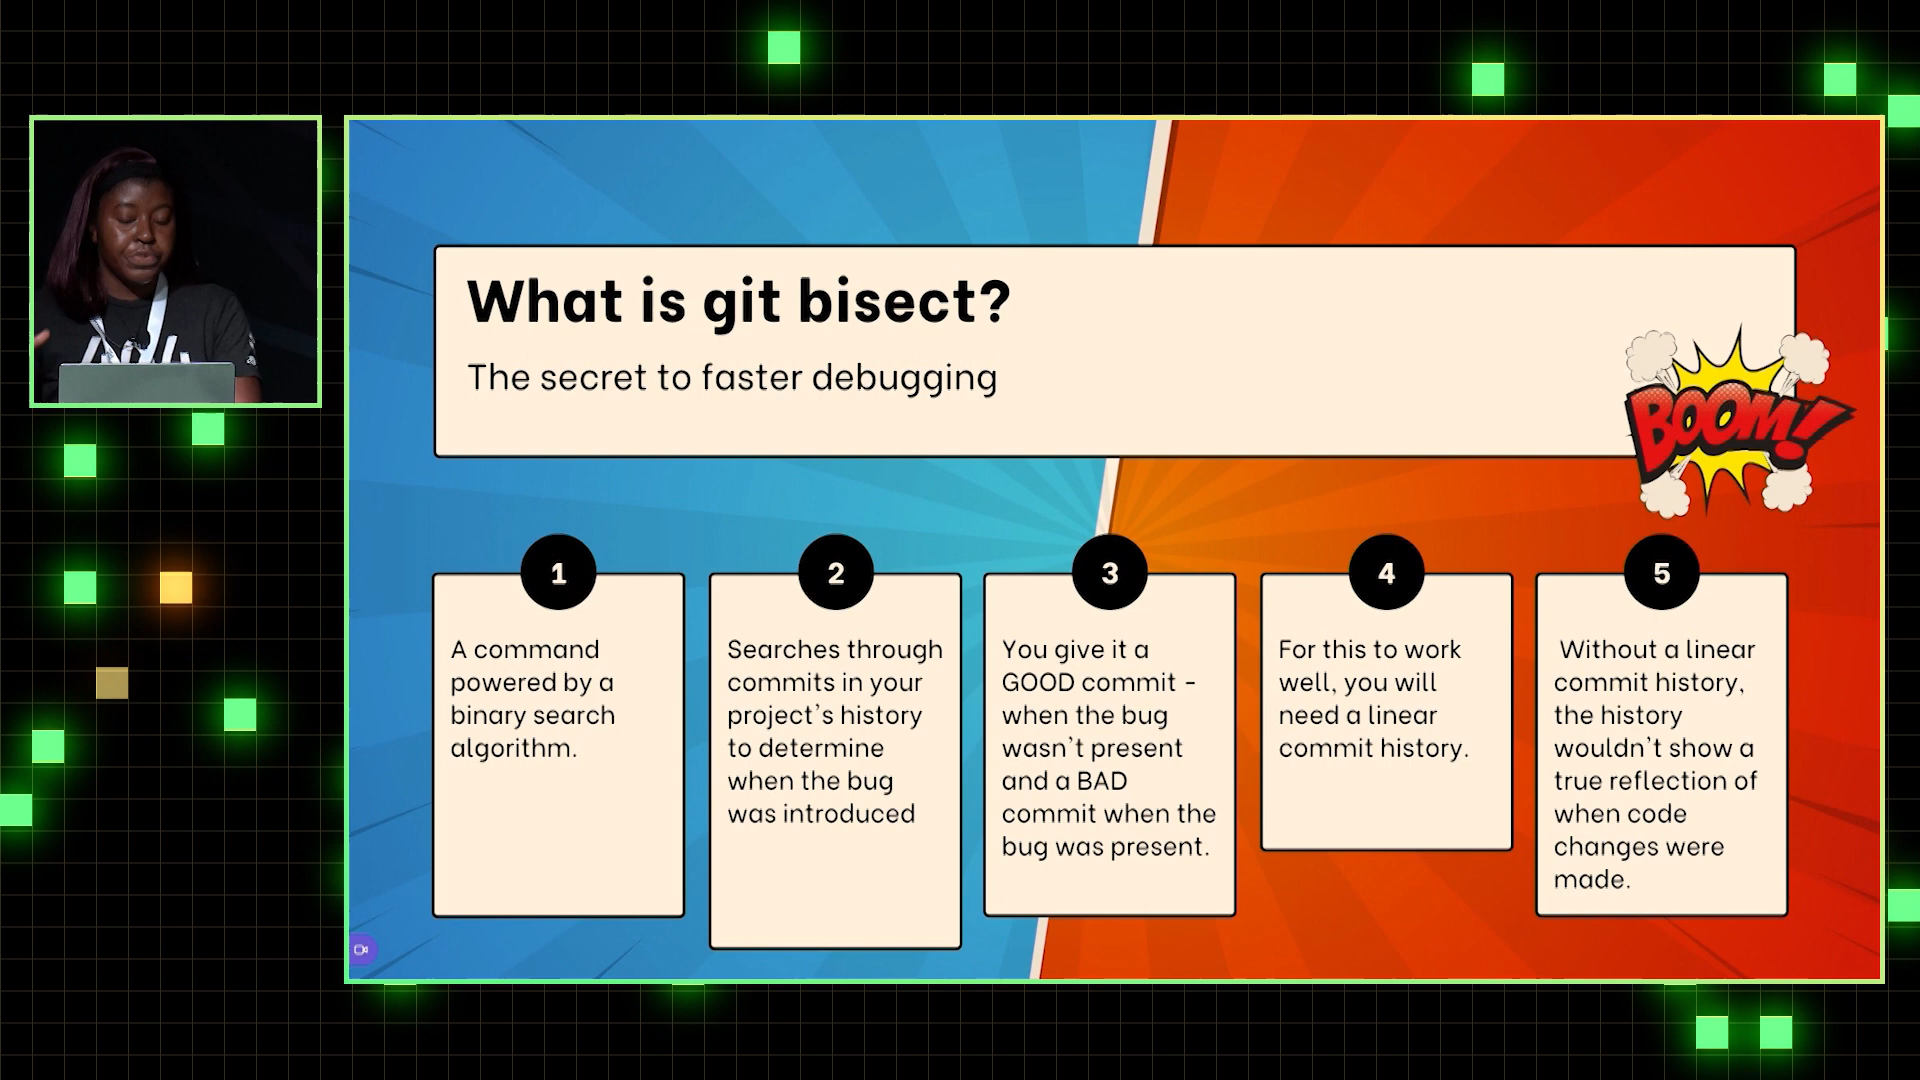 What is git bisect?
The secret to faster debugging
BOOM!
1
A command
powered by a
binary search
algorithm.
2
Searches through
commits in your
project's history
to determine
when the bug
was introduced
3
You give it a
GOOD commit -
when the bug
wasn't present
and a BAD
commit when the
bug was present.
4
For this to work
well, you will
need a linear
commit history.
5
Without a linear
commit history,
the history
wouldn't show a
true reflection of
when code
changes were
made.